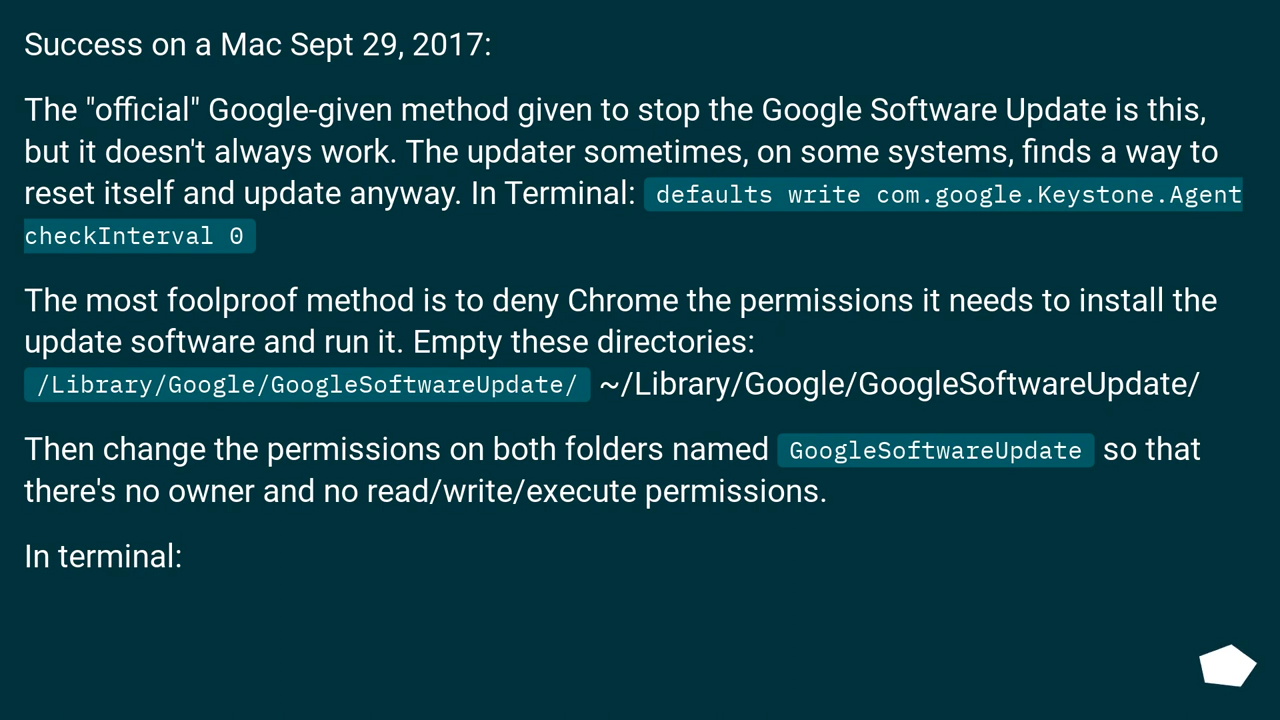 Success on a Mac Sept 29, 2017:
The "official" Google-given method given to stop the Google Software Update is this,
but it doesn't always work. The updater sometimes, on some systems, finds a way to
reset itself and update anyway. In Terminal: defaults write com.google.Keystone.Agent
checkInterval 0
The most foolproof method is to deny Chrome the permissions it needs to install the
update software and run it. Empty these directories:
/Library/Google/GoogleSoftwareUpdate/ ~/Library/Google/GoogleSoftwareUpdate/
Then change the permissions on both folders named GoogleSoftwareUpdate so that
there's no owner and no read/write/execute permissions.
In terminal: